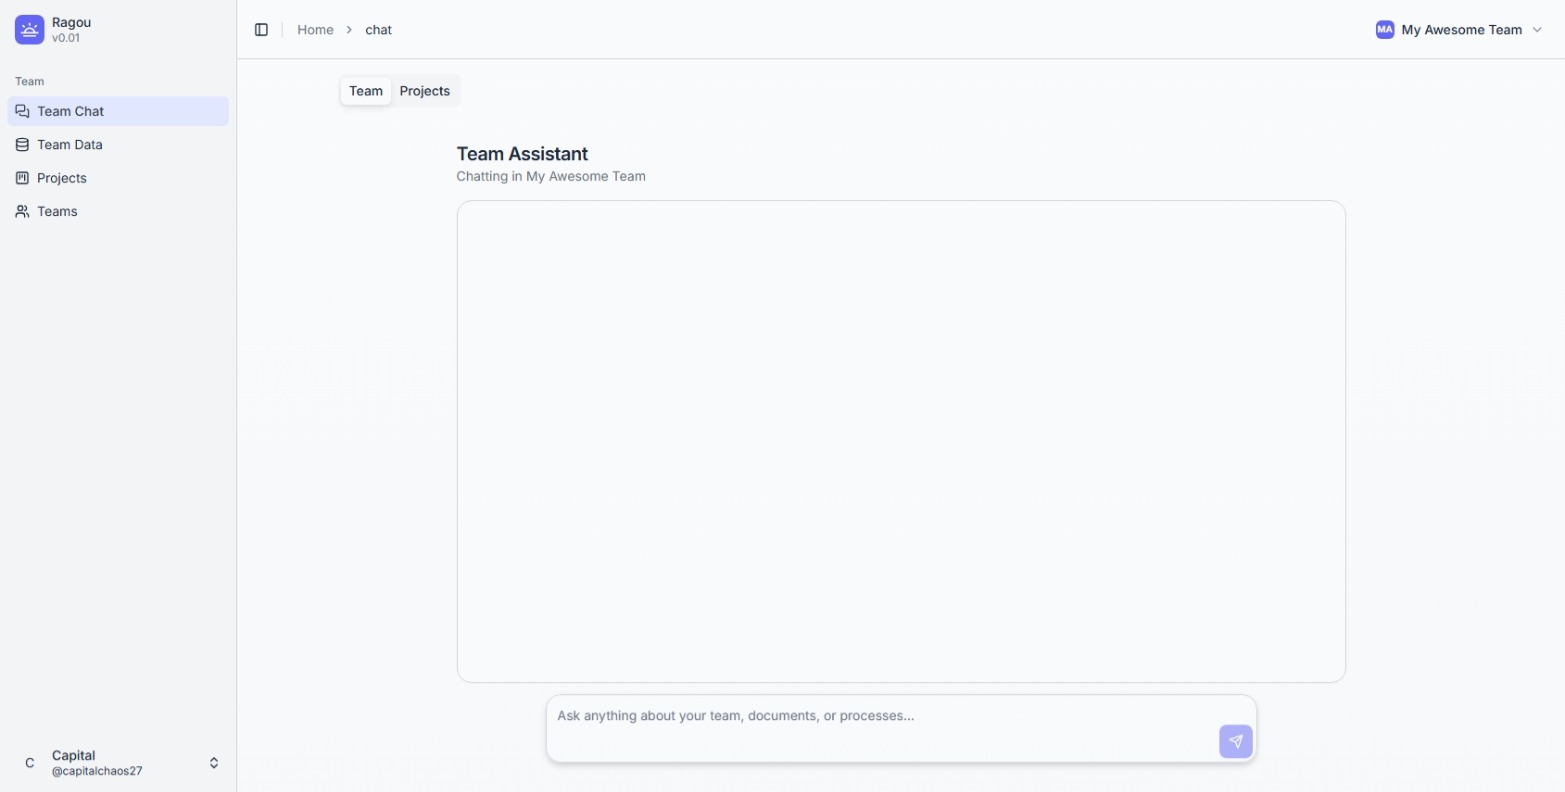 Ragou
v0.01
Team
Team Chat
Team Data
Projects
Teams
C
Capital
@capitalchaos27
Home
chat
MA
My Awesome Team
Team
Projects
Team Assistant
Chatting in My Awesome Team
Ask anything about your team, documents, or processes...